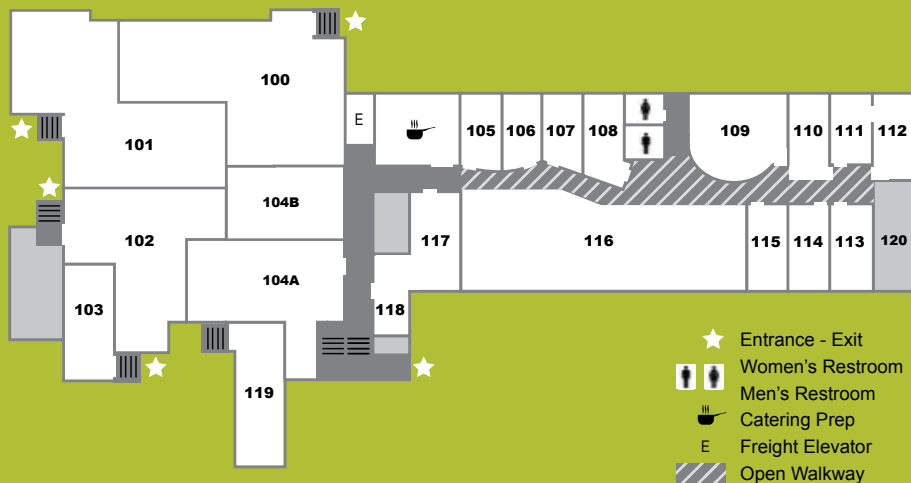 100
E
105
106
107
108
109
110
111
112
101
104B
102
117
116
115
114
113
120
104A
103
118
119
Entrance - Exit
Women's Restroom
Men's Restroom
Catering Prep
E Freight Elevator
Open Walkway